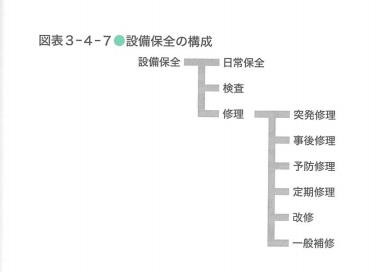 図表3-4-7●設備保全の構成
設備保全 日常保全
検査
修理 突発修理
事後修理
予防修理
定期修理
改修
一般補修